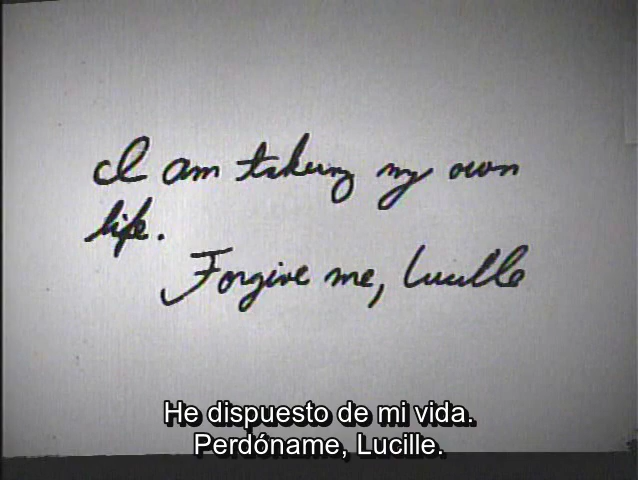 I am taking my own
life.
Forgive me, Lucille
He dispuesto de mi vida.
Perdóname, Lucille.